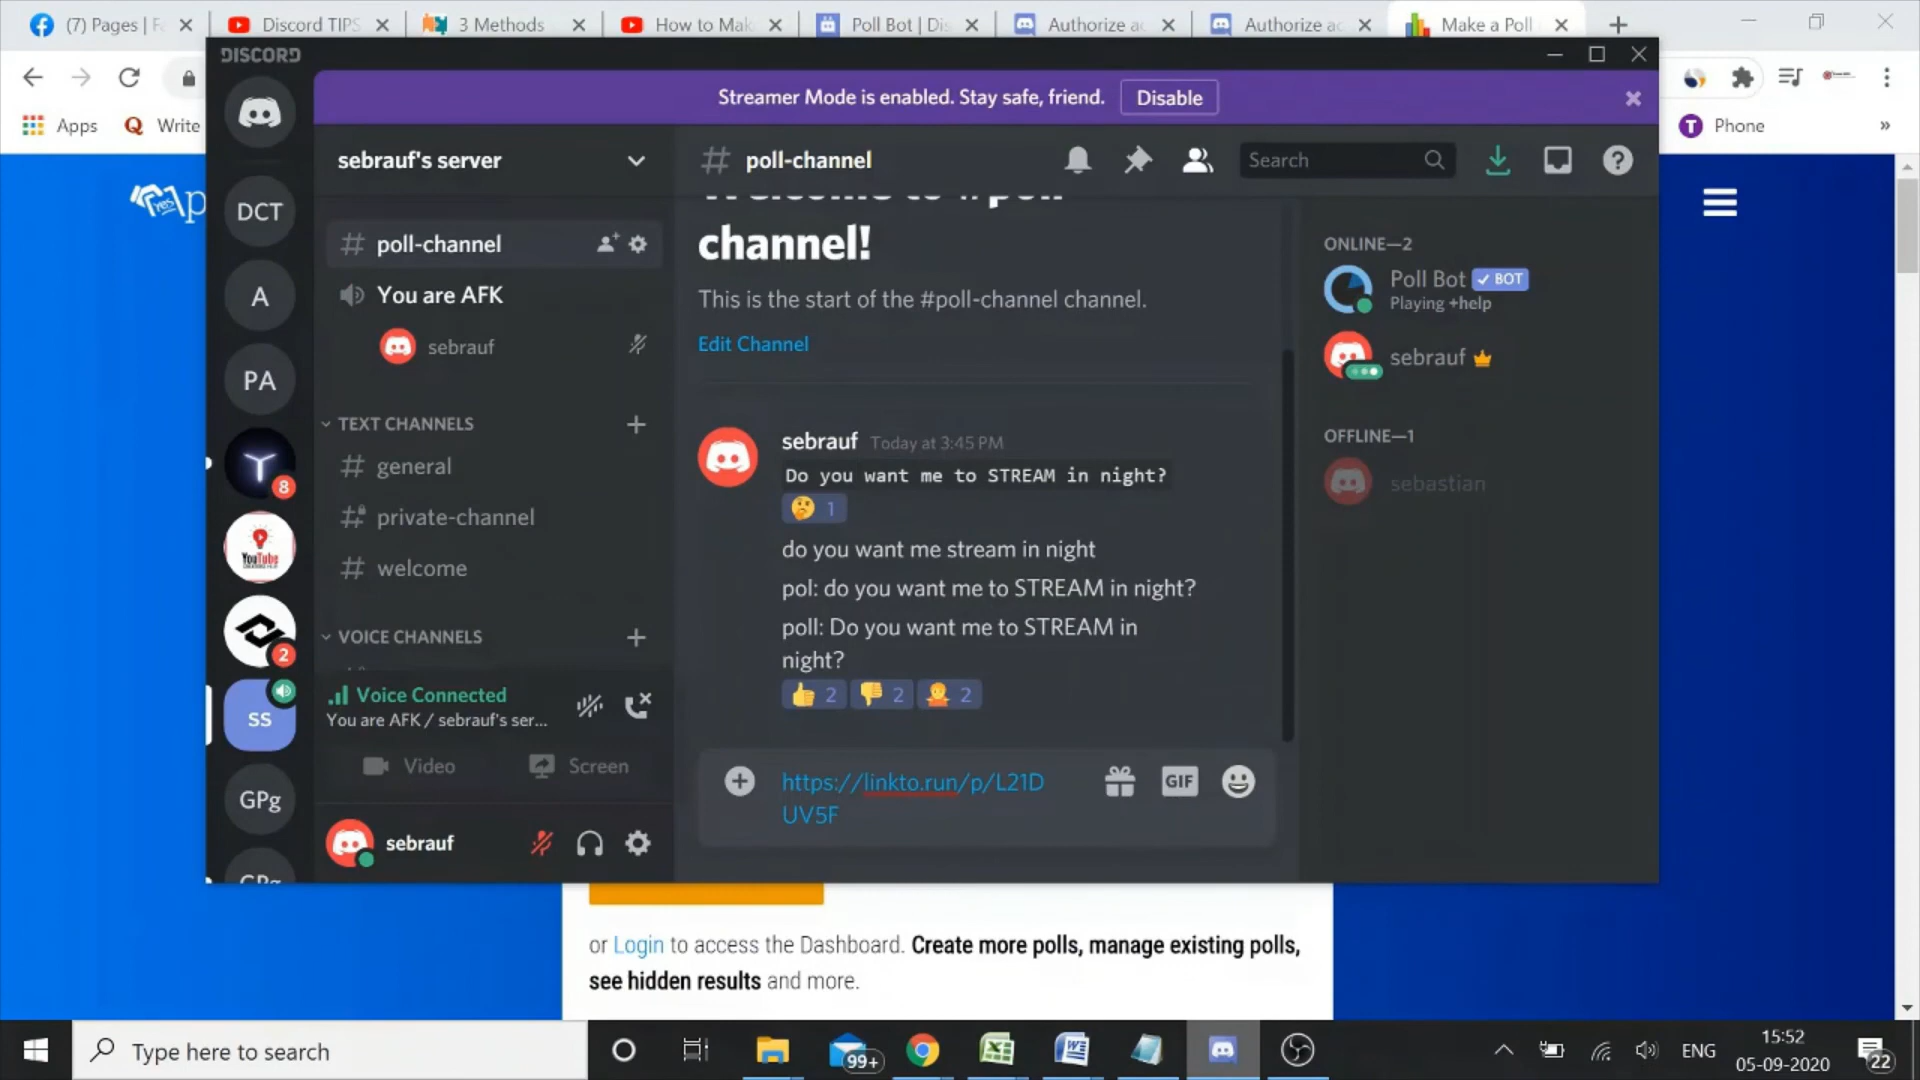 (7) Pages | F
Discord TIPS
3 Methods
How to Mak
Poll Bot | Dis
Authorize ac
Authorize ac
Make a Poll
DISCORD
Streamer Mode is enabled. Stay safe, friend.
Disable
Apps
Write
Phone
sebrauf's server
poll-channel
Search
Yes
p
DCT
poll-channel
channel!
ONLINE—2
Poll Bot BOT
Playing +help
A
You are AFK
This is the start of the #poll-channel channel.
sebrauf
Edit Channel
sebrauf
PA
TEXT CHANNELS
OFFLINE—1
sebrauf Today at 3:45 PM
general
Do you want me to STREAM in night?
sebastian
8
1
private-channel
YouTube
do you want me stream in night
welcome
pol: do you want me to STREAM in night?
poll: Do you want me to STREAM in
night?
VOICE CHANNELS
2
Voice Connected
You are AFK / sebrauf's ser...
2
2
2
SS
Video
Screen
https://linkto.run/p/L21D
UV5F
GIF
GPg
sebrauf
or Login to access the Dashboard. Create more polls, manage existing polls,
see hidden results and more.
Type here to search
99+
ENG
15:52
05-09-2020
22